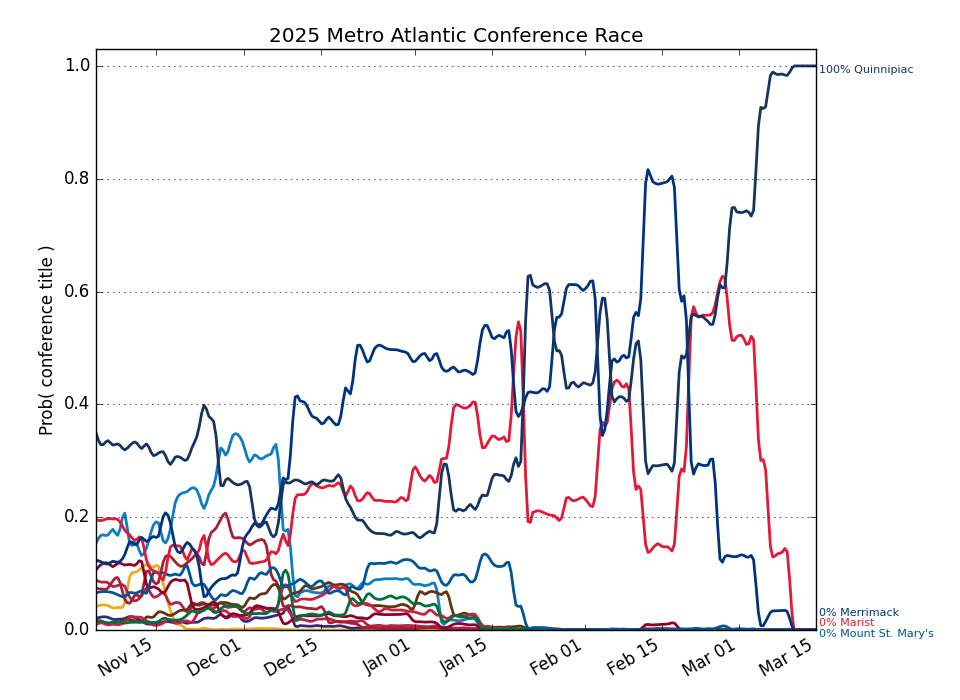 2025 Metro Atlantic Conference Race
Prob( conference title )
1.0
0.8
0.6
0.4
0.2
0.0
100% Quinnipiac
0% Merrimack
0% Marist
0% Mount St. Mary's
Nov 15
Dec 01
Dec 15
Jan 01
Jan 15
Feb 01
Feb 15
Mar 01
Mar 15